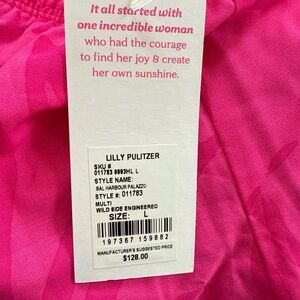 It all started with
one incredible woman
who had the courage
to find her joy & create
her own sunshine.
LILLY PULITZER
SKU #
011783 9993HL L
STYLE NAME:
BAL HARBOUR PALAZZO
STYLE #: 011783
MULTI
WILD SIDE ENGINEERED
SIZE: L
197367 159882
MANUFACTURER'S SUGGESTED PRICE
$128.00